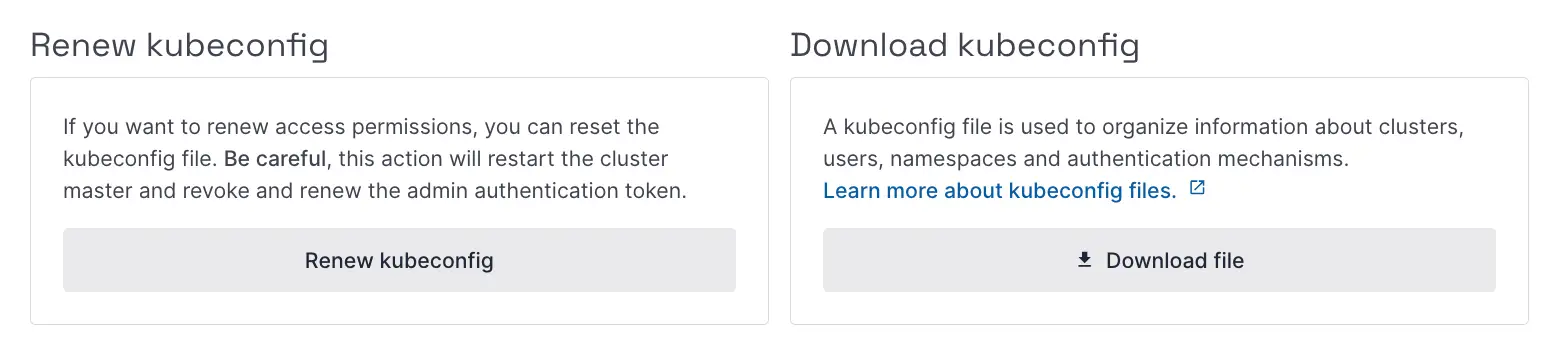 Renew kubeconfig
If you want to renew access permissions, you can reset the
kubeconfig file. Be careful, this action will restart the cluster
master and revoke and renew the admin authentication token.
Renew kubeconfig
Download kubeconfig
A kubeconfig file is used to organize information about clusters,
users, namespaces and authentication mechanisms.
Learn more about kubeconfig files.
Download file